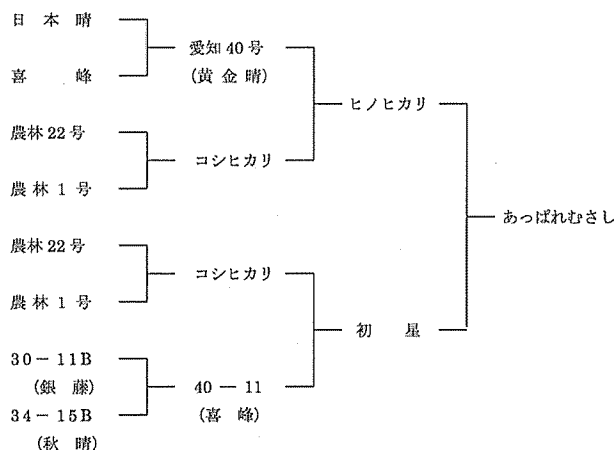 日本晴
喜峰
愛知40号
(黄金晴)
農林22号
農林1号
コシヒカリ
ヒノヒカリ
農林22号
農林1号
コシヒカリ
30-11B
(銀藤)
34-15B
(秋晴)
40-11
(喜峰)
初星
あっぱれむさし